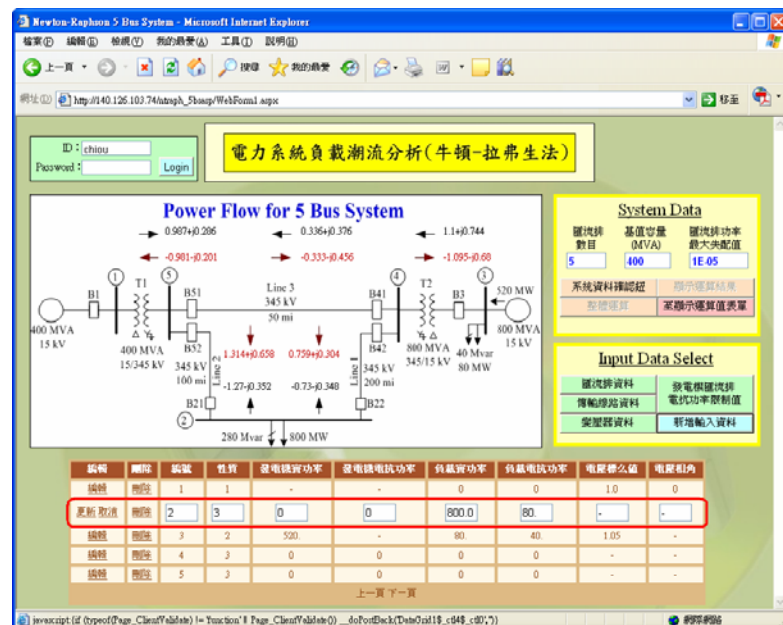 Newton-Raphson 5 Bus System - Microsoft Internet Explorer
檔案(F) 編輯(E) 檢視(V) 我的最愛(A) 工具(T) 說明(H)
上一頁 搜尋 我的最愛
網址(D) http://140.126.103.74/ntrnph_5busp/WebForm1.aspx 移至
ID：chiou
Password： Login
電力系統負載潮流分析(牛頓-拉弗生法)
Power Flow for 5 Bus System
0.987+j0.286 0.336+j0.376 1.1+j0.744
-0.981-j0.201 -0.333-j0.456 -1.095-j0.68
1 T1 5 4 T2 3
B1 B51 Line 3 B41 B3 520 MW
345 kV
50 mi
400 MVA
15 kV
400 MVA
15/345 kV
B52 B42
800 MVA
345/15 kV
40 Mvar
80 MW
800 MVA
15 kV
1.314+j0.658 0.759+j0.304
345 kV
100 mi
Line 2
Line 1
345 kV
200 mi
-1.27-j0.352 -0.73-j0.348
B21 B22
2
280 Mvar 800 MW
System Data
匯流排數目 基值容量(MVA) 匯流排功率最大失配值
5 400 1E-05
系統資料確認鈕 顯示運算結果
整體運算 至顯示運算值表單
Input Data Select
匯流排資料 發電機匯流排電抗功率限制值
傳輸線路資料
變壓器資料 新增輸入資料
編輯 刪除 編號 性質 發電機實功率 發電機電抗功率 負載實功率 負載電抗功率 電壓標么值 電壓相角
編輯 刪除 1 1 - - 0 0 1.0 0
更新 取消 刪除 2 3 0 0 800.0 80. - -
編輯 刪除 3 2 520. - 80. 40. 1.05 -
編輯 刪除 4 3 0 0 0 0 - -
編輯 刪除 5 3 0 0 0 0 - -
上一頁 下一頁
javascript:{if (typeof(Page_ClientValidate) != 'function' || Page_ClientValidate()) __doPostBack('DataGrid1$_ctl4$_ctl0','')} 網際網路